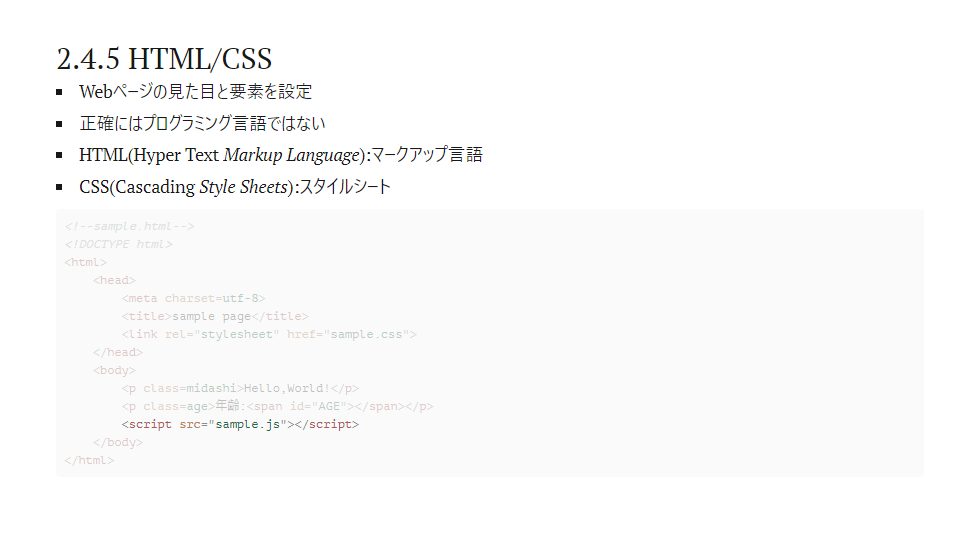 2.4.5 HTML/CSS
Webページの見た目と要素を設定
正確にはプログラミング言語ではない
HTML(Hyper Text Markup Language):マークアップ言語
CSS(Cascading Style Sheets):スタイルシート
<!--sample.html-->
<!DOCTYPE html>
<html>
    <head>
        <meta charset=utf-8>
        <title>sample page</title>
        <link rel="stylesheet" href="sample.css">
    </head>
    <body>
        <p class=midashi>Hello,World!</p>
        <p class=age>年齢:<span id="AGE"></span></p>
        <script src="sample.js"></script>
    </body>
</html>